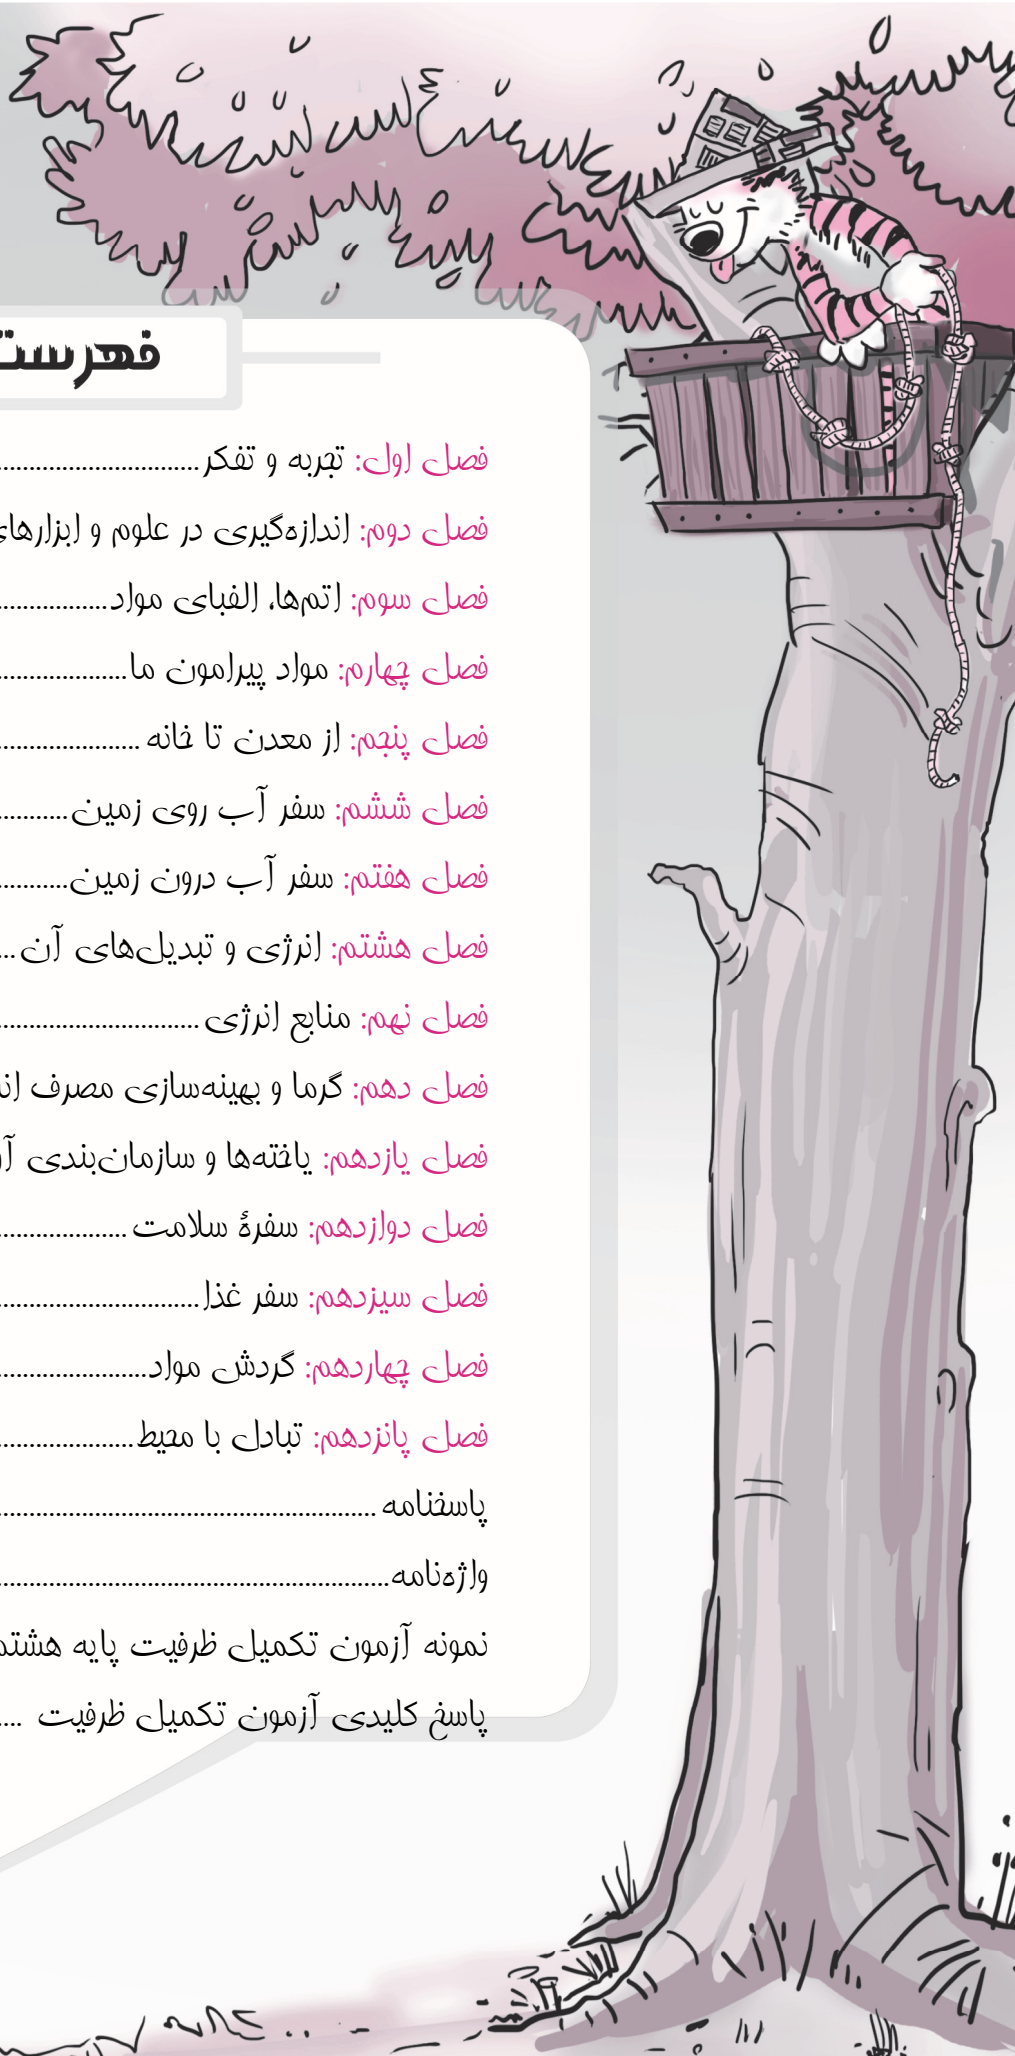 فهرست
فصل اول: تجربه و تفکر
فصل دوم: اندازه‌گیری در علوم و ابزارهای
فصل سوم: اتم‌ها، الفبای مواد
فصل چهارم: مواد پیرامون ما
فصل پنجم: از معدن تا خانه
فصل ششم: سفر آب روی زمین
فصل هفتم: سفر آب درون زمین
فصل هشتم: انرژی و تبدیل‌های آن
فصل نهم: منابع انرژی
فصل دهم: گرما و بهینه‌سازی مصرف
فصل یازدهم: یاخته‌ها و سازمان‌بندی
فصل دوازدهم: سفرهٔ سلامت
فصل سیزدهم: سفر غذا
فصل چهاردهم: گردش مواد
فصل پانزدهم: تبادل با محیط
پاسخنامه
واژه‌نامه
نمونه آزمون تکمیل ظرفیت پایه هشتم
پاسخ کلیدی آزمون تکمیل ظرفیت